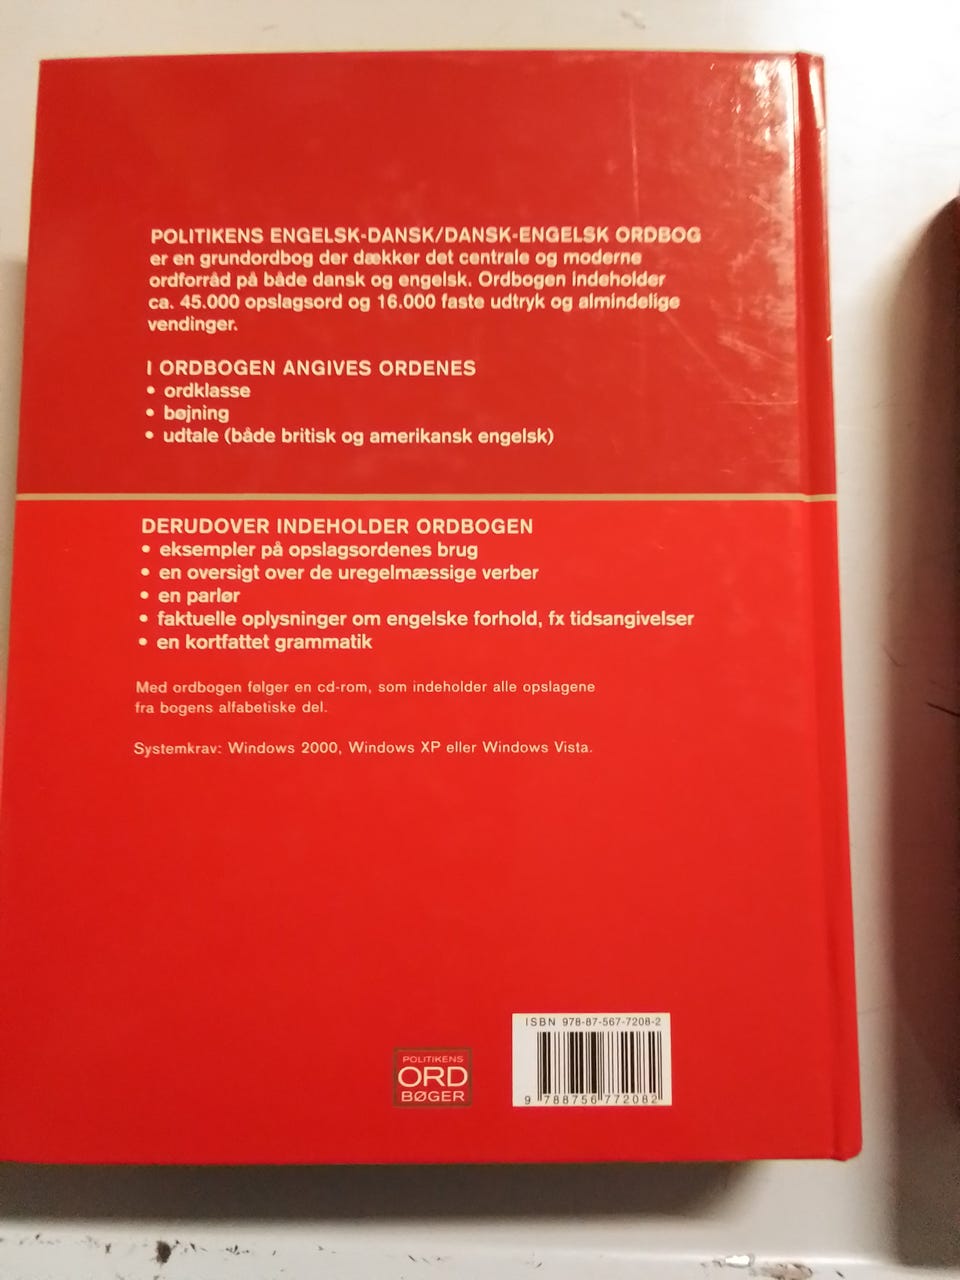 POLITIKENS ENGELSK-DANSK/DANSK-ENGELSK ORDBOG
er en grundordbog der dækker det centrale og moderne
ordforråd på både dansk og engelsk. Ordbogen indeholder
ca. 45.000 opslagsord og 16.000 faste udtryk og almindelige
vendinger.
I ORDBOGEN ANGIVES ORDENES
• ordklasse
• bøjning
• udtale (både britisk og amerikansk engelsk)
DERUDOVER INDEHOLDER ORDBOGEN
• eksempler på opslagsordenes brug
• en oversigt over de uregelmæssige verber
• en parlør
• faktuelle oplysninger om engelske forhold, fx tidsangivelser
• en kortfattet grammatik
Med ordbogen følger en cd-rom, som indeholder alle opslagene
fra bogens alfabetiske del.
Systemkrav: Windows 2000, Windows XP eller Windows Vista.
POLITIKENS
ORD
BØGER
ISBN 978-87-567-7208-2
9 788756 772082